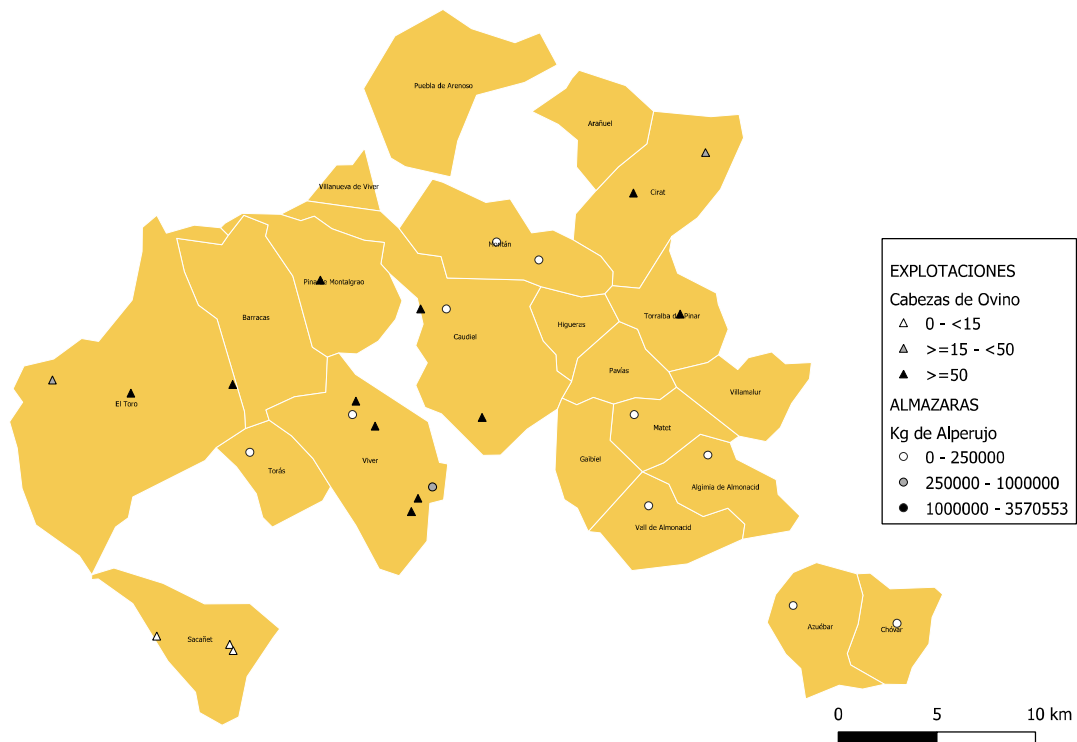 Puebla de Arenoso
Arañuel
Villanueva de Viver
Cirat
Montán
Pina de Montalgrao
Barracas
Caudiel
Higueras
Torralba del Pinar
Pavías
Villamalur
El Toro
Matet
Viver
Gaibiel
Torás
Algimia de Almonacid
Vall de Almonacid
Sacañet
Azuébar
Chóvar
EXPLOTACIONES
Cabezas de Ovino
0 - <15
>=15 - <50
>=50
ALMAZARAS
Kg de Alperujo
0 - 250000
250000 - 1000000
1000000 - 3570553
0 5 10 km